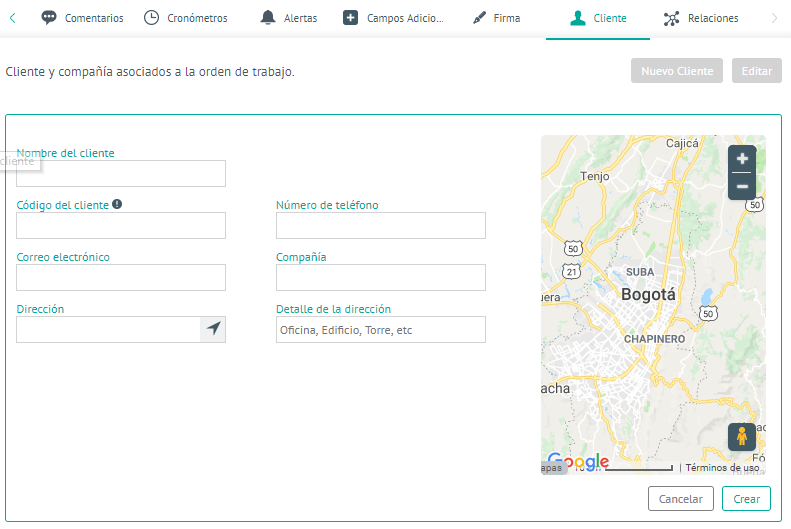 Comentarios
Cronómetros
Alertas
Campos Adicio...
Firma
Cliente
Relaciones
Cliente y compañía asociados a la orden de trabajo.
Nuevo Cliente
Editar
Nombre del cliente
cliente
Código del cliente
Número de teléfono
Correo electrónico
Compañía
Dirección
Detalle de la dirección
Oficina, Edificio, Torre, etc
Cajicá
Tenjo
50
50
21
SUBA
uera
Bogotá
50
CHAPINERO
acha
Fó
Google
apas
Términos de uso
Cancelar
Crear